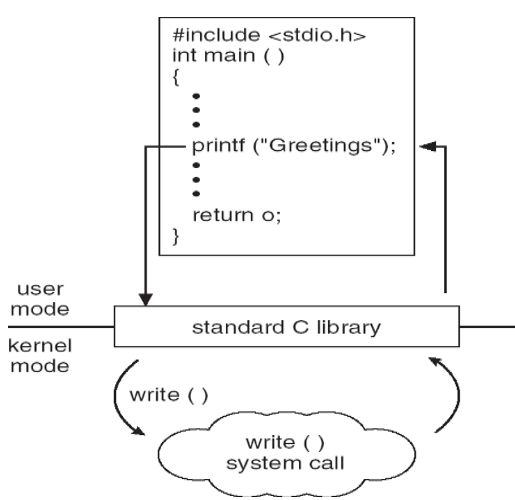 #include <stdio.h>
int main ( )
{
•
•
•
printf ("Greetings");
•
•
•
return o;
}
user
mode
standard C library
kernel
mode
write ( )
write ( )
system call